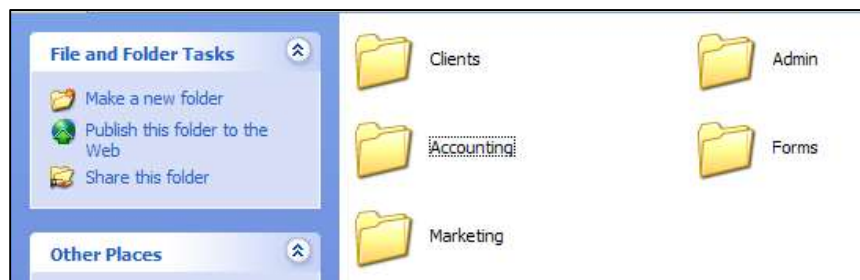 File and Folder Tasks
Make a new folder
Publish this folder to the
Web
Share this folder
Other Places
Clients
Admin
Accounting
Forms
Marketing